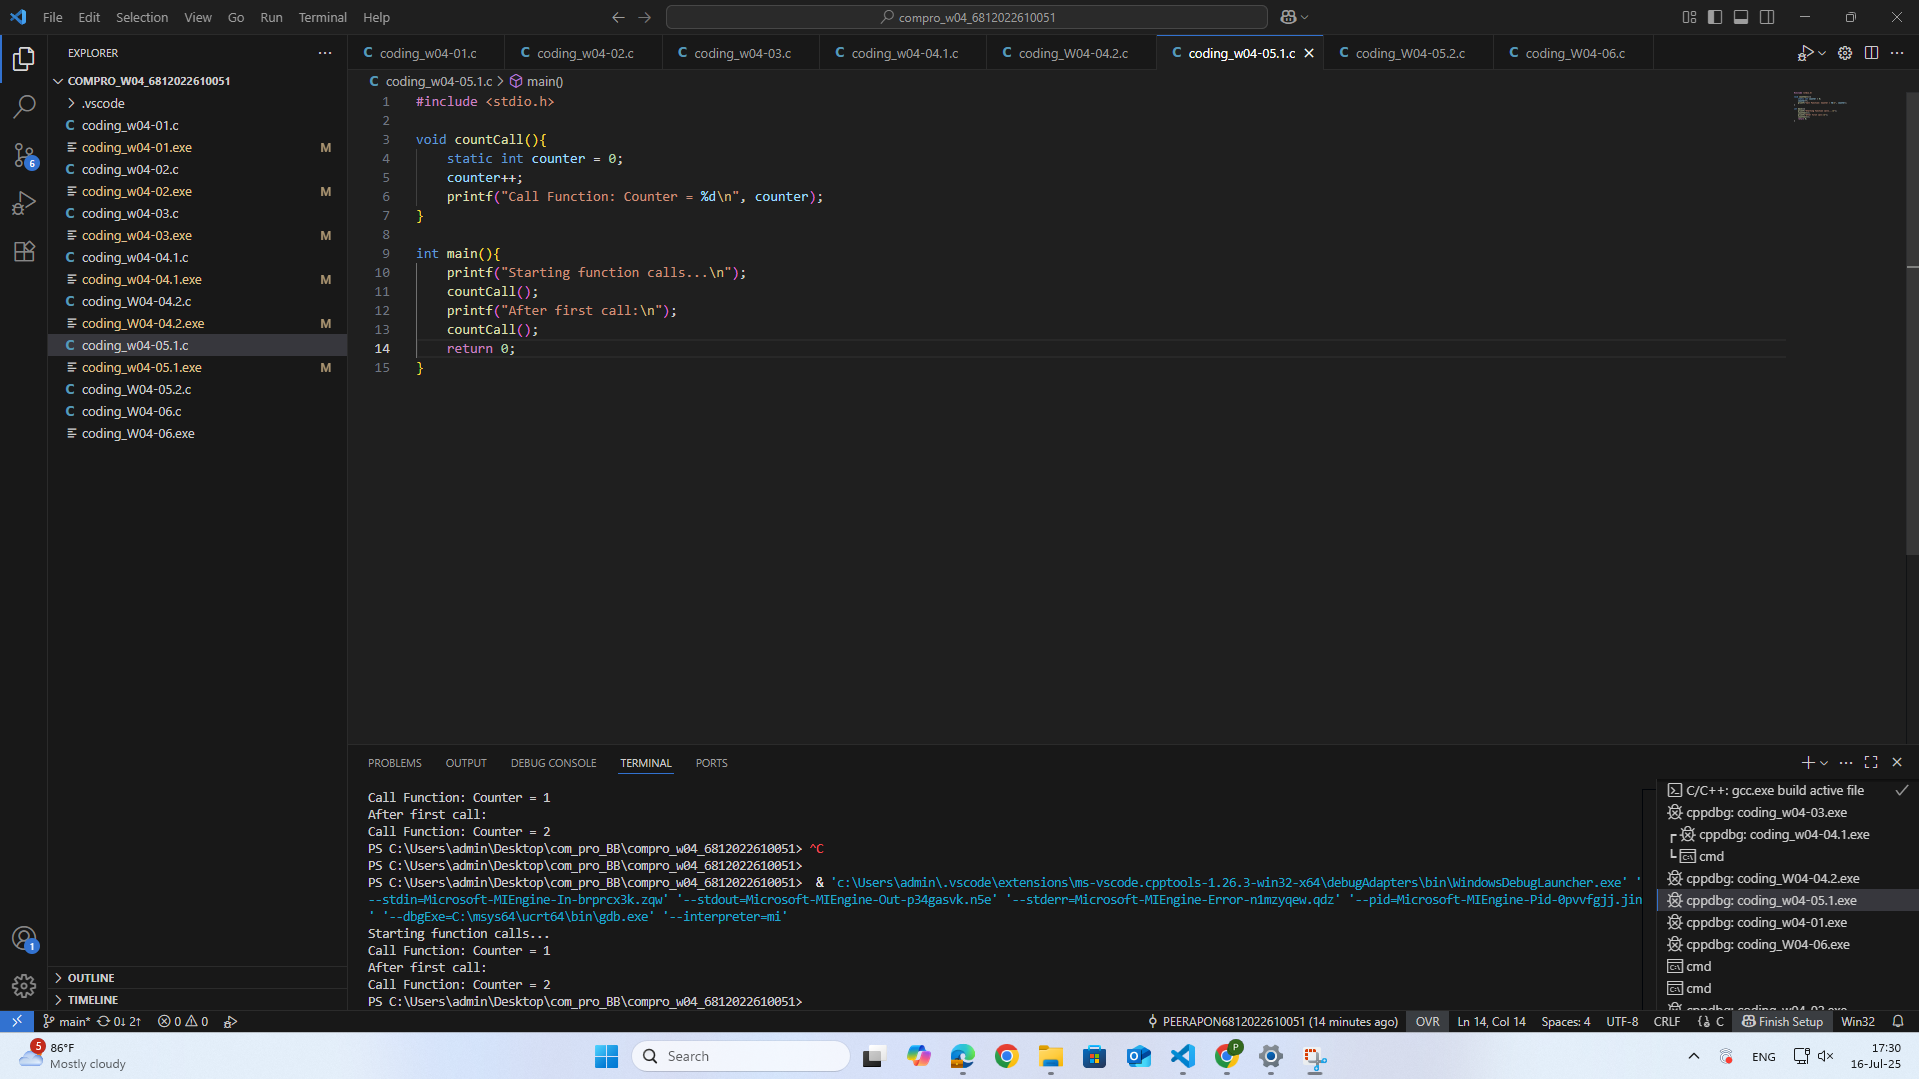 File Edit Selection View Go Run Terminal Help
compro_w04_6812022610051
EXPLORER
COMPRO_W04_6812022610051
.vscode
C coding_w04-01.c
coding_w04-01.exe M
C coding_w04-02.c
coding_w04-02.exe M
C coding_w04-03.c
coding_w04-03.exe M
C coding_w04-04.1.c
coding_w04-04.1.exe M
C coding_W04-04.2.c
coding_W04-04.2.exe M
C coding_w04-05.1.c
coding_w04-05.1.exe M
C coding_W04-05.2.c
C coding_W04-06.c
coding_W04-06.exe
OUTLINE
TIMELINE
6
1
C coding_w04-01.c C coding_w04-02.c C coding_w04-03.c C coding_w04-04.1.c C coding_W04-04.2.c C coding_w04-05.1.c C coding_W04-05.2.c C coding_W04-06.c
C coding_w04-05.1.c > main()
1 #include <stdio.h>
2
3 void countCall(){
4 static int counter = 0;
5 counter++;
6 printf("Call Function: Counter = %d\n", counter);
7 }
8
9 int main(){
10 printf("Starting function calls...\n");
11 countCall();
12 printf("After first call:\n");
13 countCall();
14 return 0;
15 }
PROBLEMS OUTPUT DEBUG CONSOLE TERMINAL PORTS
Call Function: Counter = 1
After first call:
Call Function: Counter = 2
PS C:\Users\admin\Desktop\com_pro_BB\compro_w04_6812022610051> ^C
PS C:\Users\admin\Desktop\com_pro_BB\compro_w04_6812022610051>
PS C:\Users\admin\Desktop\com_pro_BB\compro_w04_6812022610051> & 'c:\Users\admin\.vscode\extensions\ms-vscode.cpptools-1.26.3-win32-x64\debugAdapters\bin\WindowsDebugLauncher.exe' '
--stdin=Microsoft-MIEngine-In-brprcx3k.zqw' '--stdout=Microsoft-MIEngine-Out-p34gasvk.n5e' '--stderr=Microsoft-MIEngine-Error-n1mzyqew.qdz' '--pid=Microsoft-MIEngine-Pid-0pvvfgjj.jin
' '--dbgExe=C:\msys64\ucrt64\bin\gdb.exe' '--interpreter=mi'
Starting function calls...
Call Function: Counter = 1
After first call:
Call Function: Counter = 2
PS C:\Users\admin\Desktop\com_pro_BB\compro_w04_6812022610051>
C/C++: gcc.exe build active file
cppdbg: coding_w04-03.exe
cppdbg: coding_w04-04.1.exe
cmd
cppdbg: coding_W04-04.2.exe
cppdbg: coding_w04-05.1.exe
cppdbg: coding_w04-01.exe
cppdbg: coding_W04-06.exe
cmd
cmd
main* 0↓ 2↑ 0 0
PEERAPON6812022610051 (14 minutes ago) OVR Ln 14, Col 14 Spaces: 4 UTF-8 CRLF {} C Finish Setup Win32
5
86°F
Mostly cloudy
Search
P
ENG
17:30
16-Jul-25